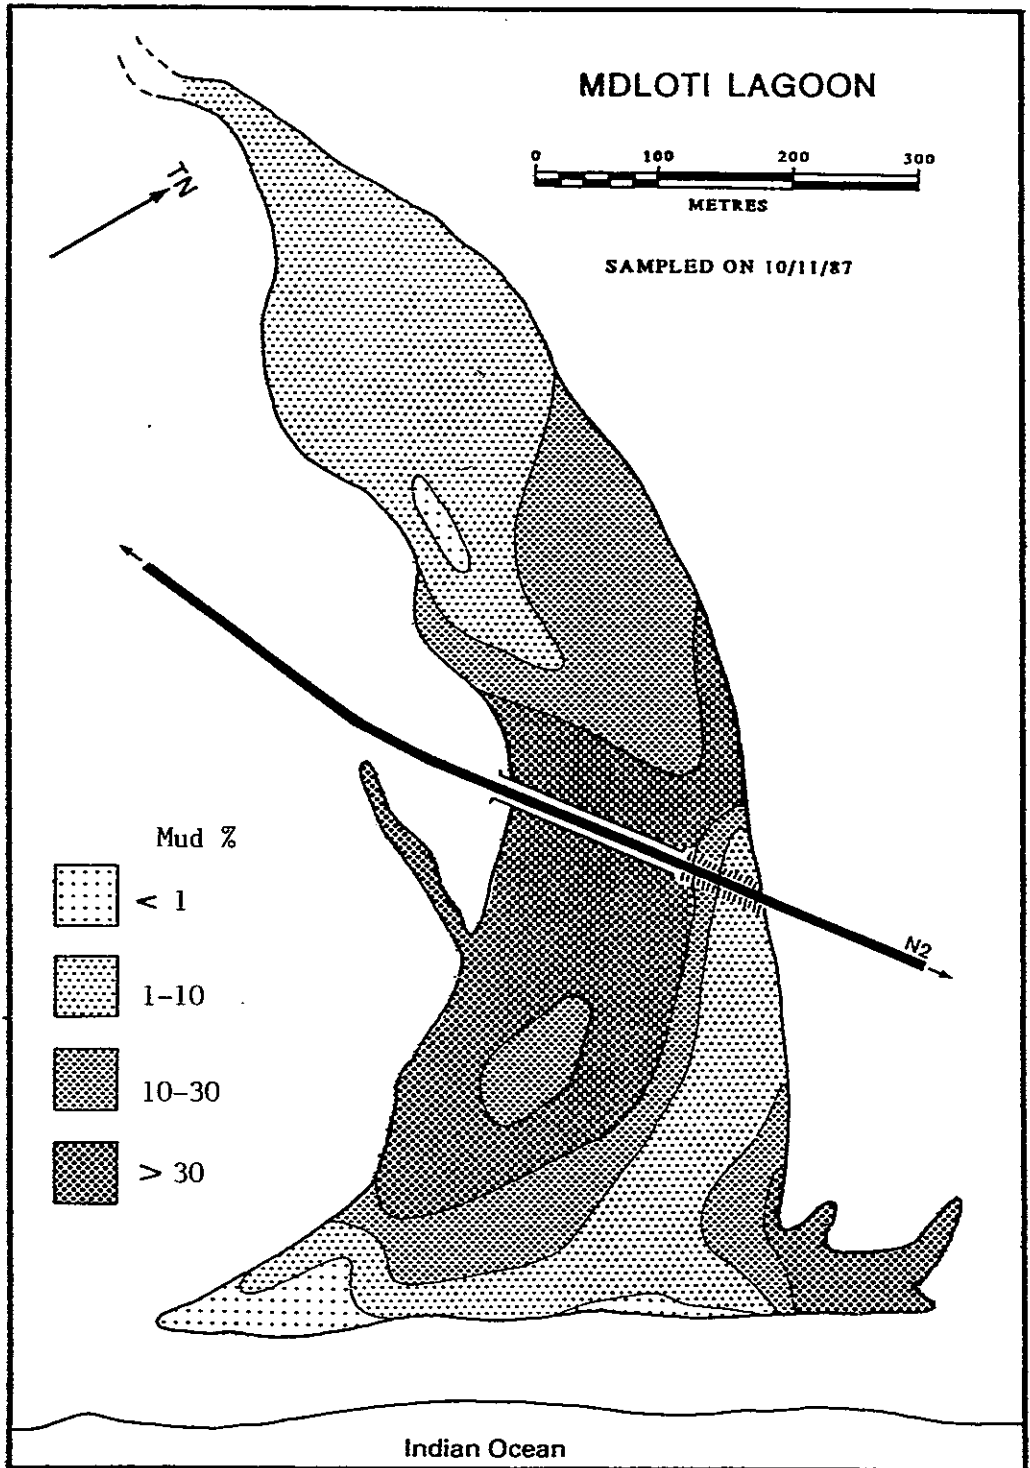 MDLOTI LAGOON
0 100 200 300
METRES
SAMPLED ON 10/11/87
TN
N2
Mud %
< 1
1-10
10-30
> 30
Indian Ocean